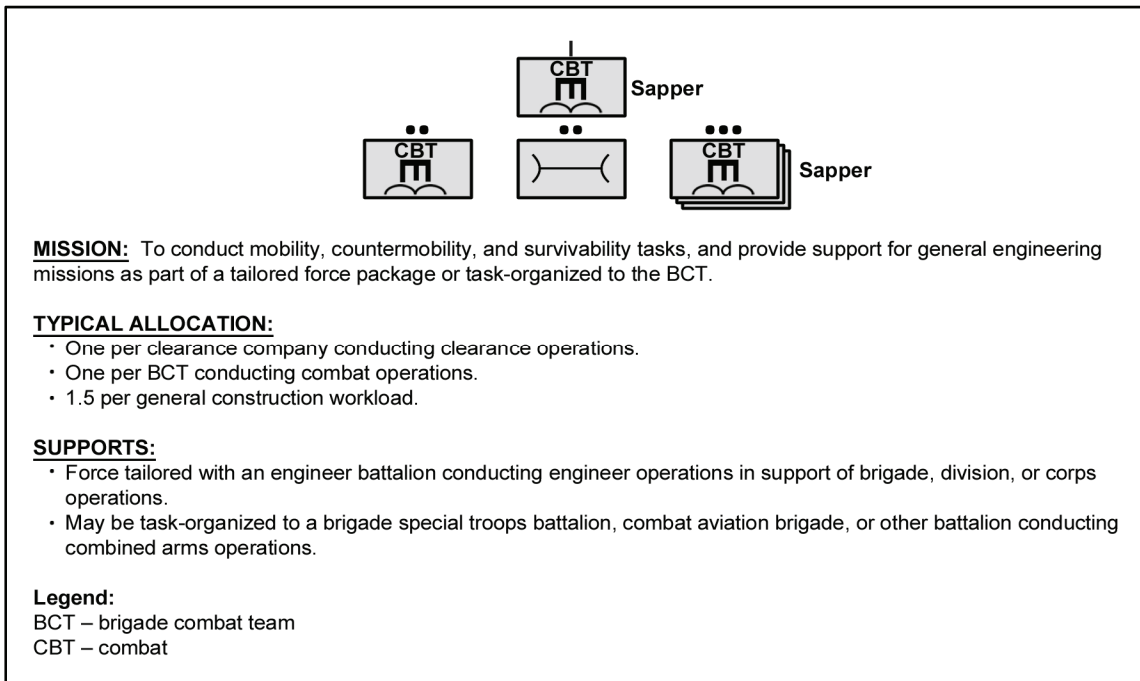 CBT
Sapper
CBT
CBT
Sapper
MISSION: To conduct mobility, countermobility, and survivability tasks, and provide support for general engineering
missions as part of a tailored force package or task-organized to the BCT.
TYPICAL ALLOCATION:
• One per clearance company conducting clearance operations.
• One per BCT conducting combat operations.
• 1.5 per general construction workload.
SUPPORTS:
• Force tailored with an engineer battalion conducting engineer operations in support of brigade, division, or corps
operations.
• May be task-organized to a brigade special troops battalion, combat aviation brigade, or other battalion conducting
combined arms operations.
Legend:
BCT – brigade combat team
CBT – combat